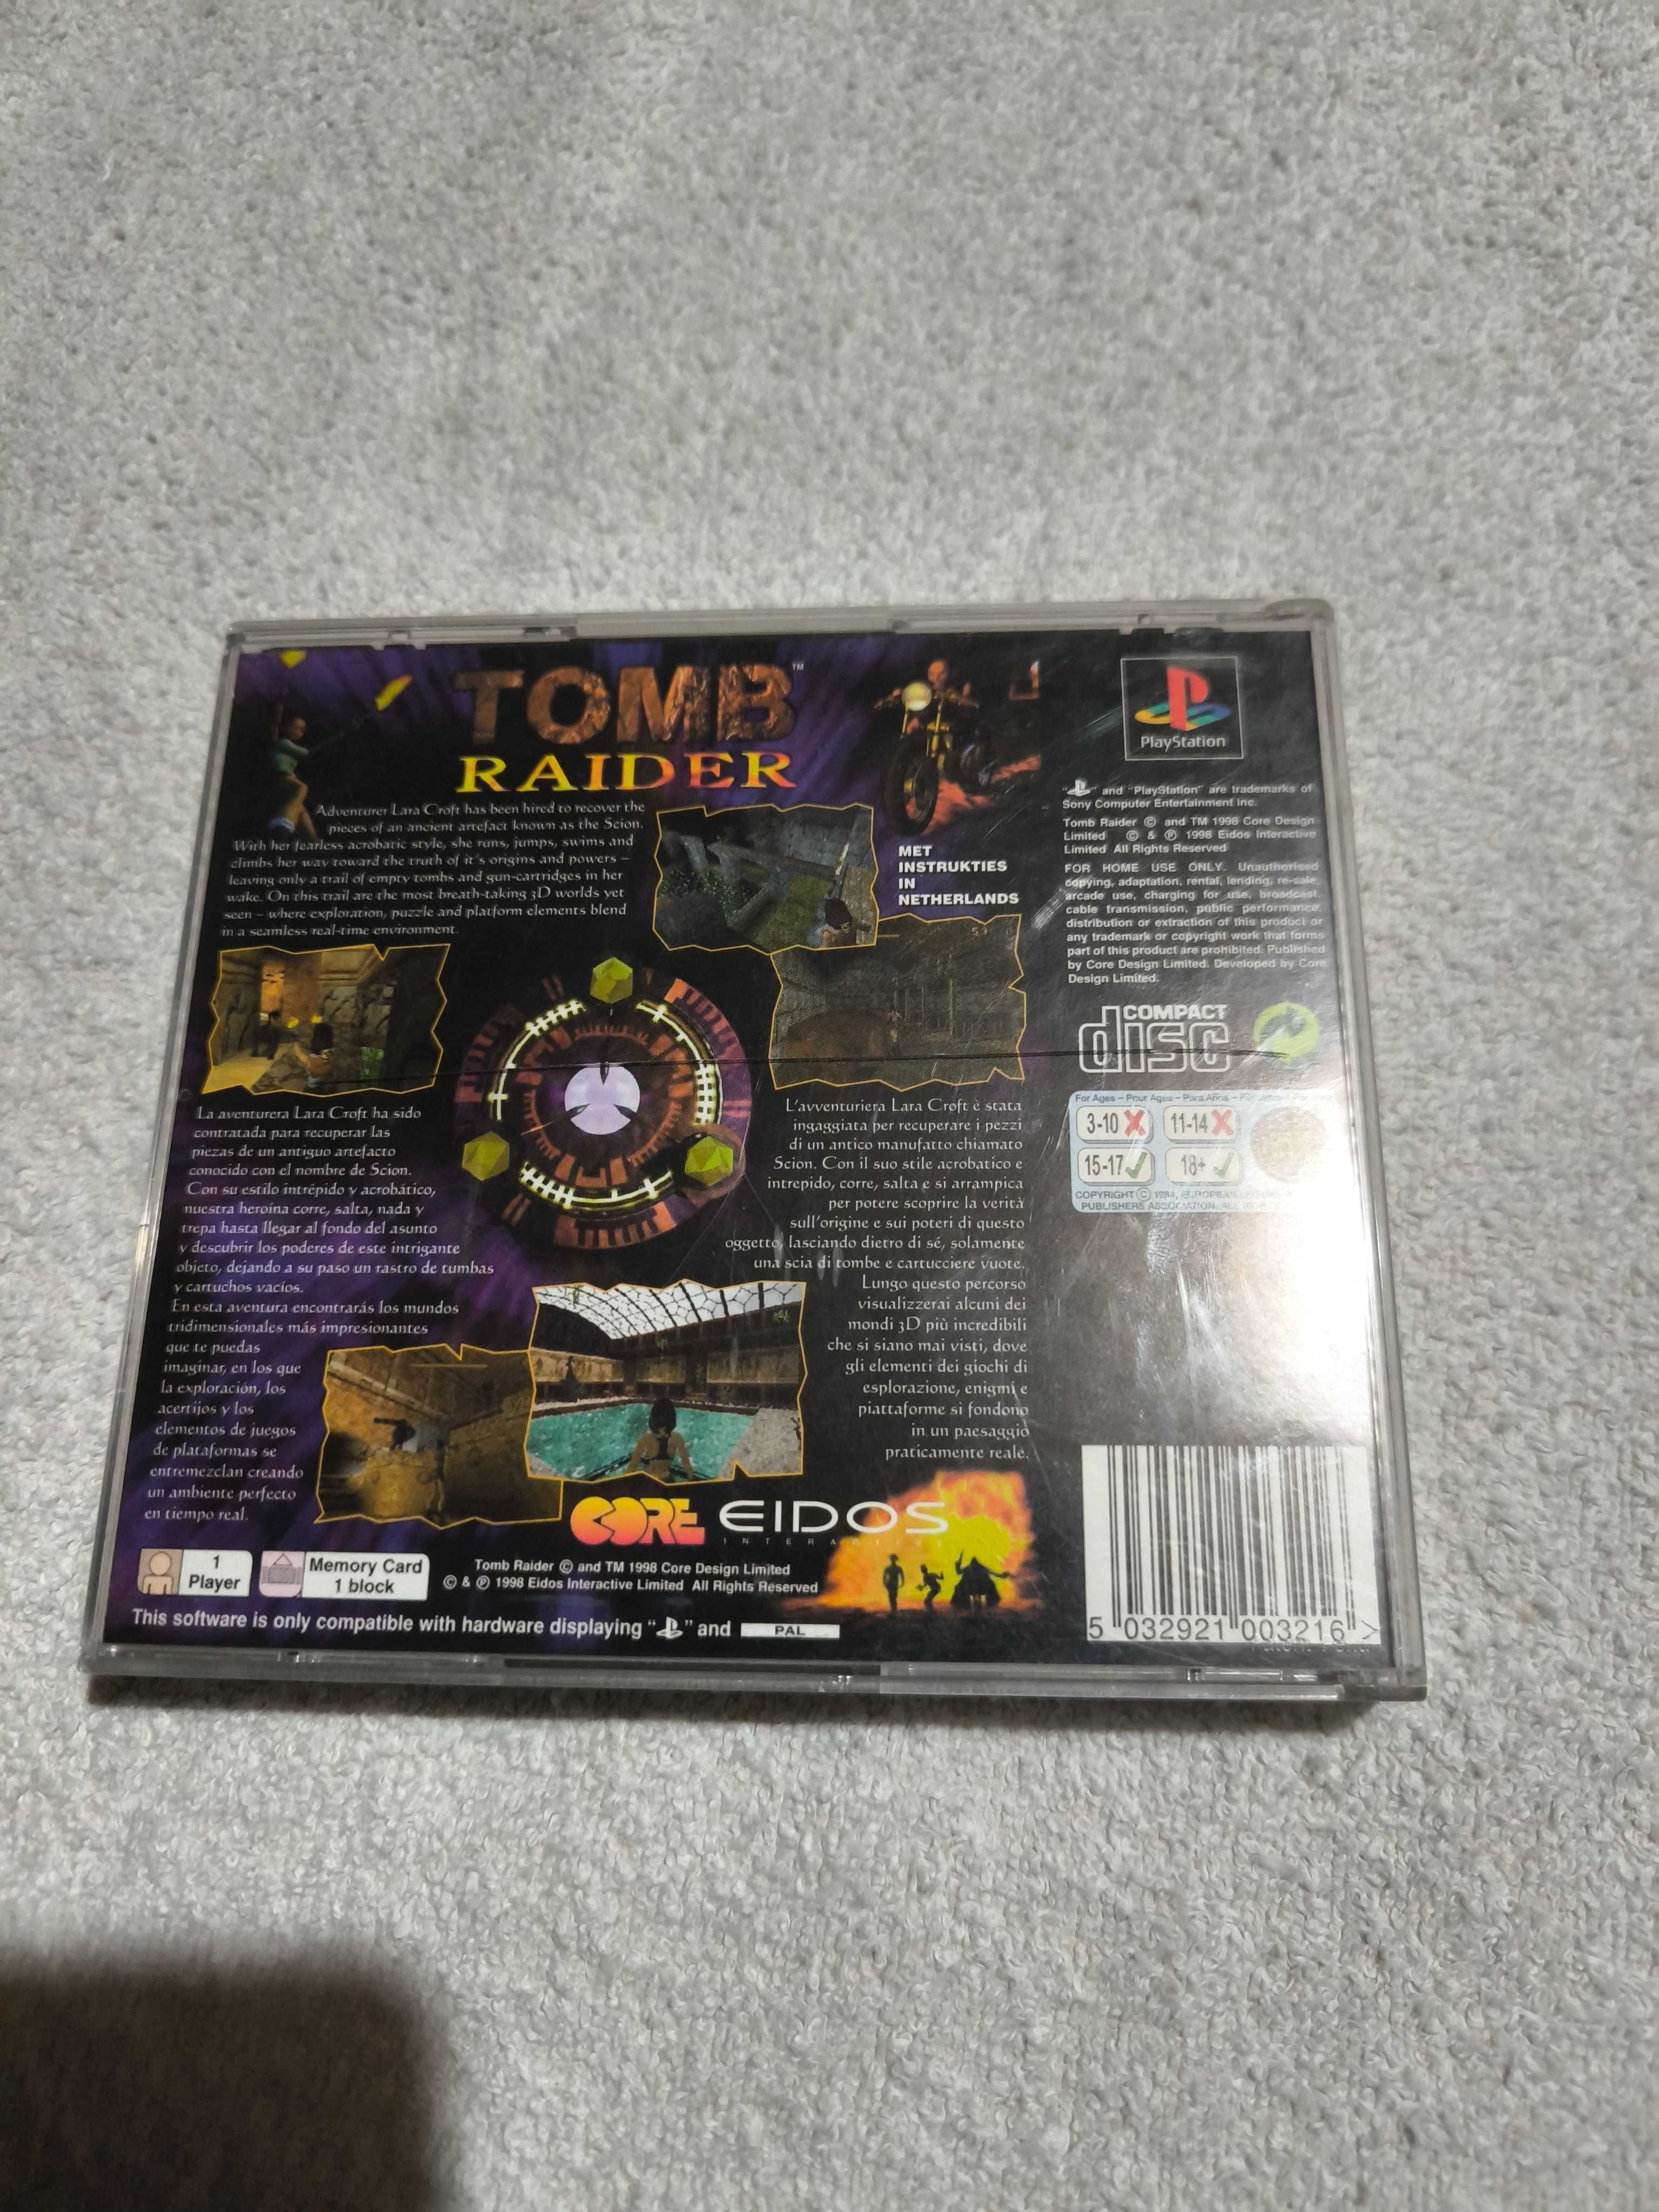 TOMB™
RAIDER
Adventurer Lara Croft has been hired to recover the
pieces of an ancient artefact known as the Scion.
With her fearless acrobatic style, she runs, jumps, swims and
climbs her way toward the truth of it's origins and powers –
leaving only a trail of empty tombs and gun-cartridges in her
wake. On this trail are the most breath-taking 3D worlds yet
seen – where exploration, puzzle and platform elements blend
in a seamless real-time environment.
MET
INSTRUKTIES
IN
NETHERLANDS
La aventurera Lara Croft ha sido
contratada para recuperar las
piezas de un antiguo artefacto
conocido con el nombre de Scion.
Con su estilo intrépido y acrobático,
nuestra heroína corre, salta, nada y
trepa hasta llegar al fondo del asunto
y descubrir los poderes de este intrigante
objeto, dejando a su paso un rastro de tumbas
y cartuchos vacíos.
En esta aventura encontrarás los mundos
tridimensionales más impresionantes
que te puedas
imaginar, en los que
la exploración, los
acertijos y los
elementos de juegos
de plataformas se
entremezclan creando
un ambiente perfecto
en tiempo real.
L'avventuriera Lara Croft è stata
ingaggiata per recuperare i pezzi
di un antico manufatto chiamato
Scion. Con il suo stile acrobatico e
intrepido, corre, salta e si arrampica
per potere scoprire la verità
sull'origine e sui poteri di questo
oggetto, lasciando dietro di sé, solamente
una scia di tombe e cartucciere vuote.
Lungo questo percorso
visualizzerai alcuni dei
mondi 3D più incredibili
che si siano mai visti, dove
gli elementi dei giochi di
esplorazione, enigmi e
piattaforme si fondono
in un paesaggio
praticamente reale.
CORE EIDOS
INTERACTIVE
1
Player
Memory Card
1 block
Tomb Raider © and TM 1998 Core Design Limited
© & ℗ 1998 Eidos Interactive Limited All Rights Reserved
This software is only compatible with hardware displaying "PS" and PAL
PlayStation
"PS" and "PlayStation" are trademarks of
Sony Computer Entertainment Inc.
Tomb Raider © and TM 1998 Core Design
Limited © & ℗ 1998 Eidos Interactive
Limited All Rights Reserved
FOR HOME USE ONLY. Unauthorised
copying, adaptation, rental, lending, re-sale,
arcade use, charging for use, broadcast,
cable transmission, public performance,
distribution or extraction of this product or
any trademark or copyright work that forms
part of this product are prohibited. Published
by Core Design Limited. Developed by Core
Design Limited.
COMPACT
disc
For Ages – Pour Ages – Para Años –
3-10 11-14
15-17 18+
COPYRIGHT © 1994, EUROPEAN
PUBLISHERS ASSOCIATION. ALL
5 032921 003216 >